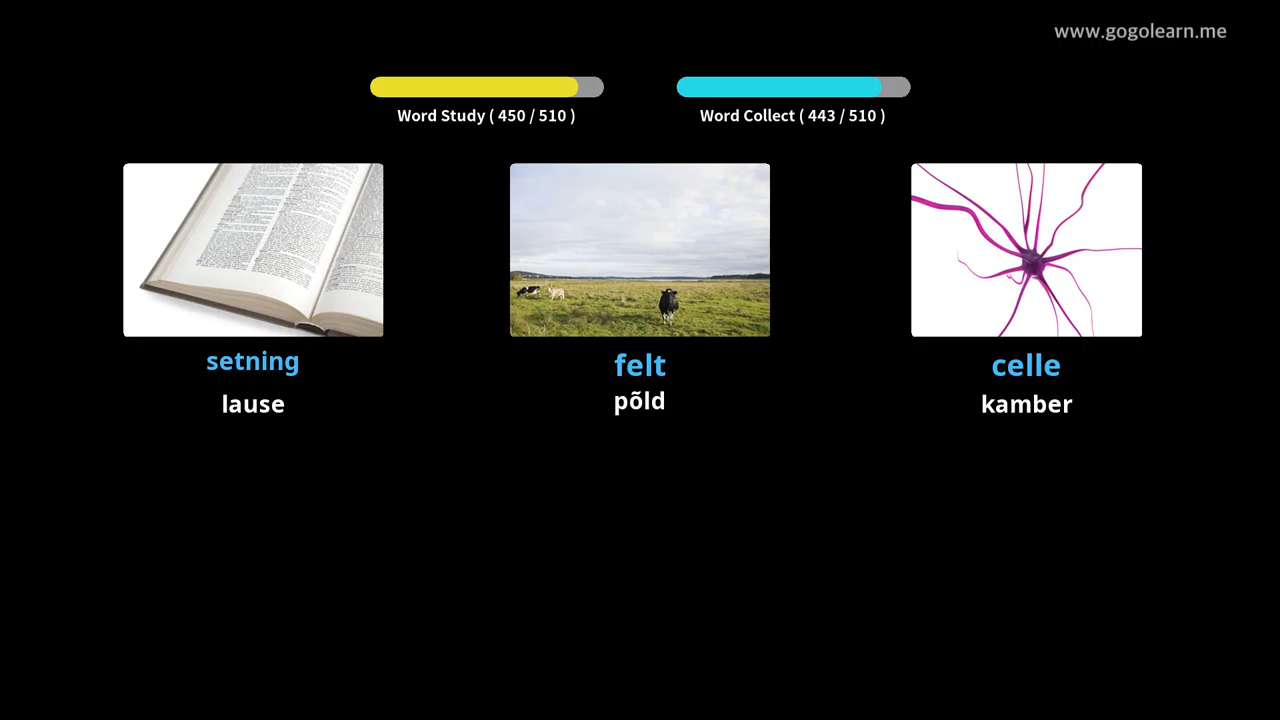 www.gogolearn.me
Word Study ( 450 / 510 )
Word Collect ( 443 / 510 )
setning
felt
celle
lause
põld
kamber